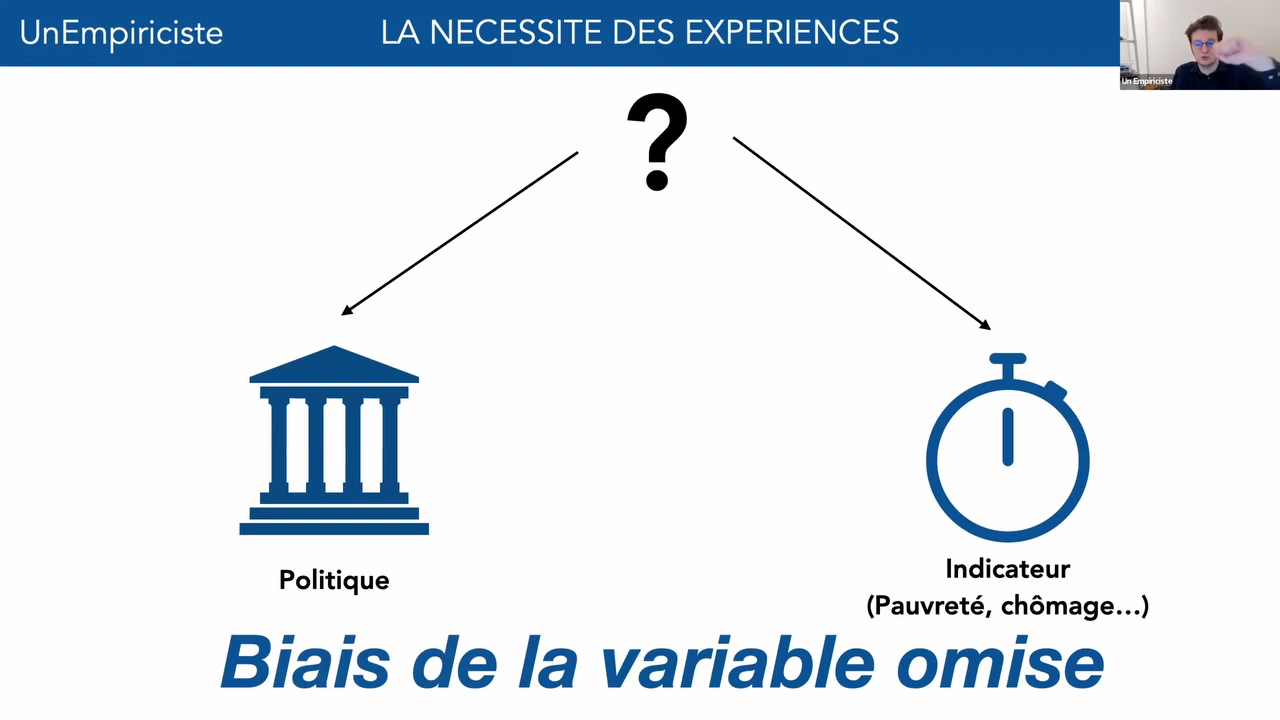 UnEmpiriciste
LA NECESSITE DES EXPERIENCES
Un Empiriciste
?
Politique
Indicateur
(Pauvreté, chômage...)
Biais de la variable omise